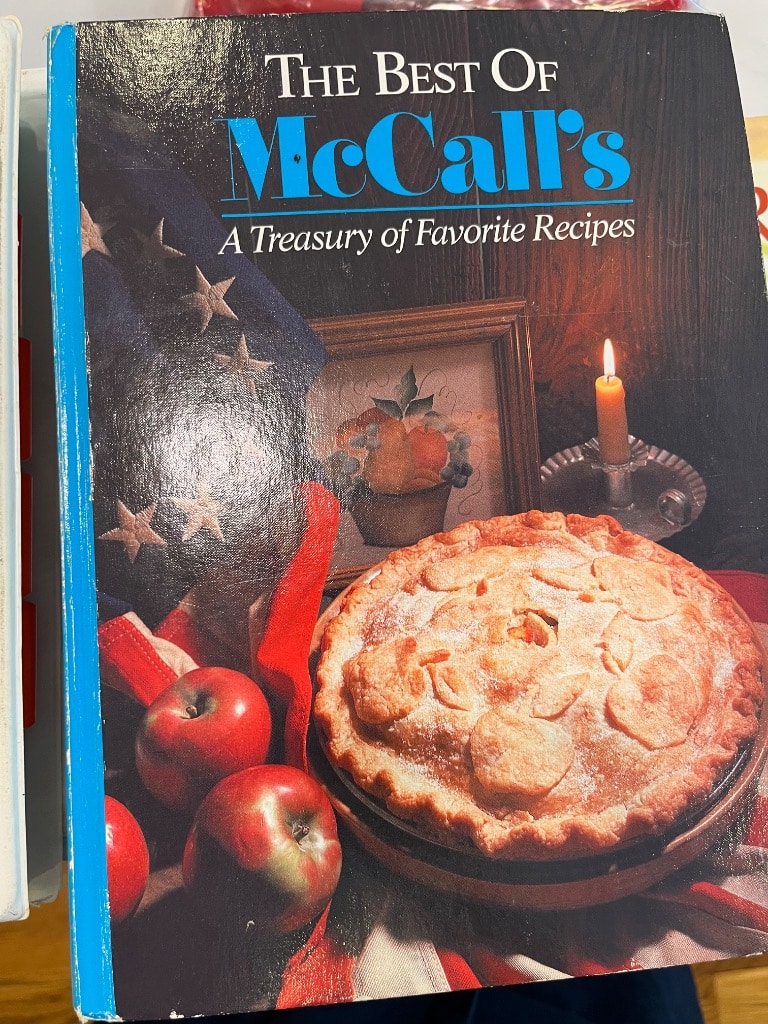 THE BEST OF
McCall's
A Treasury of Favorite Recipes
R